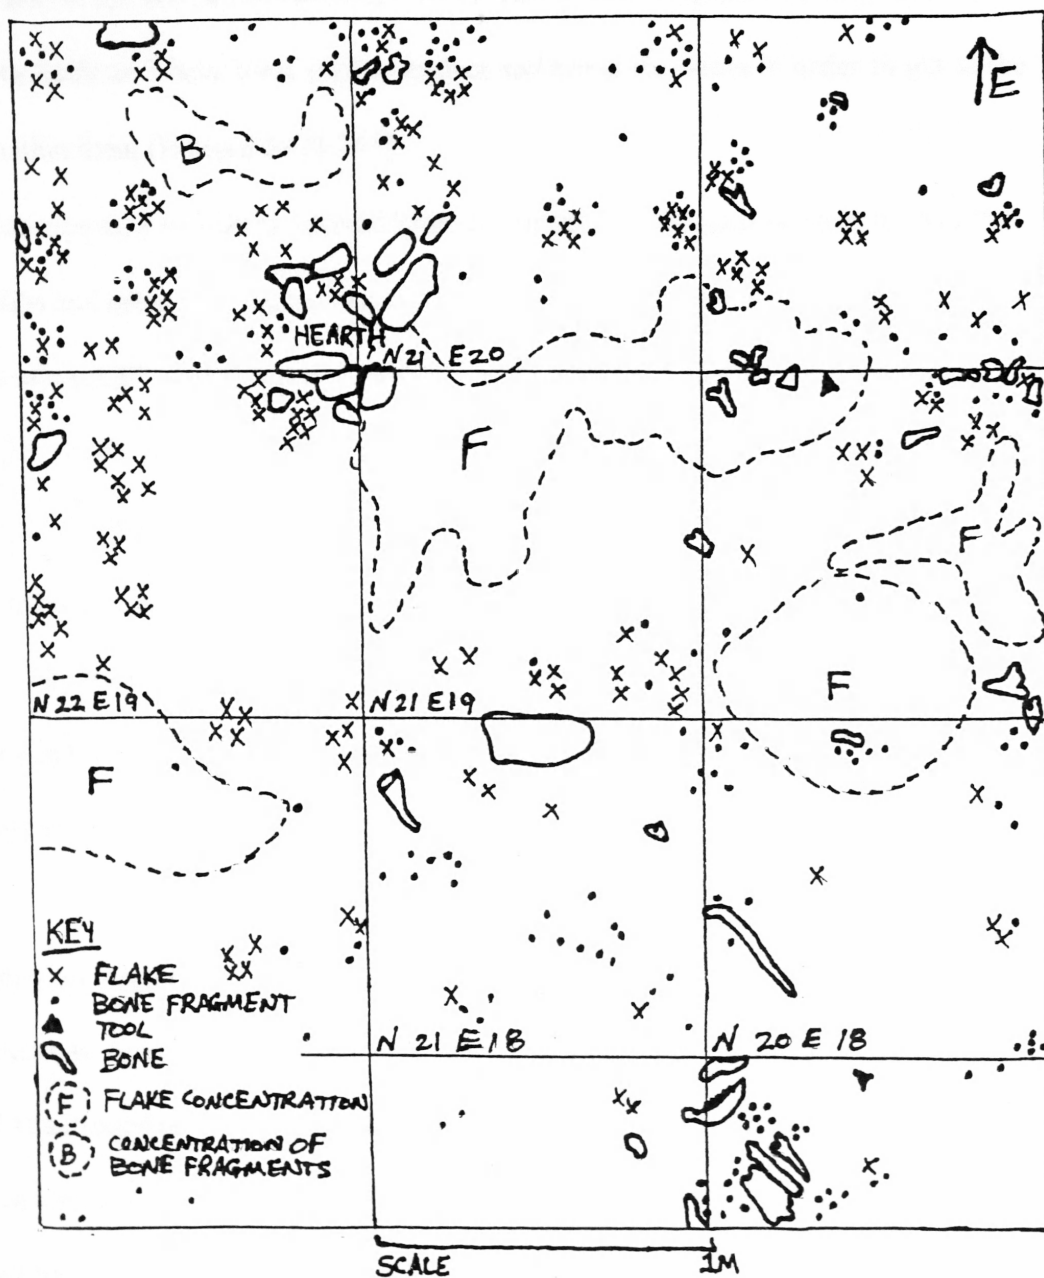 E
B
HEARTH
N21 E20
F
F
F
N22 E19
N21 E19
F
KEY
X FLAKE
BONE FRAGMENT
TOOL
BONE
N 21 E18
N 20 E 18
F FLAKE CONCENTRATION
B CONCENTRATION OF
BONE FRAGMENTS
SCALE 1M